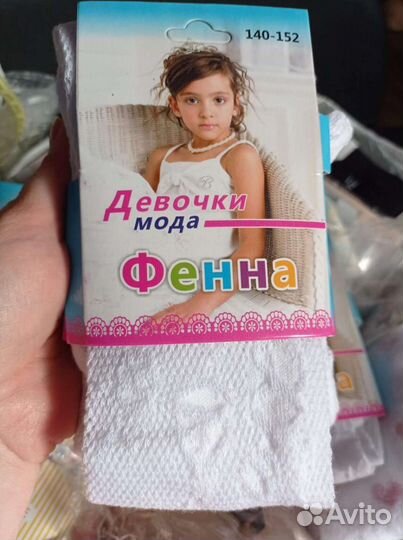 140-152
Девочки
мода
Фенна
Avito